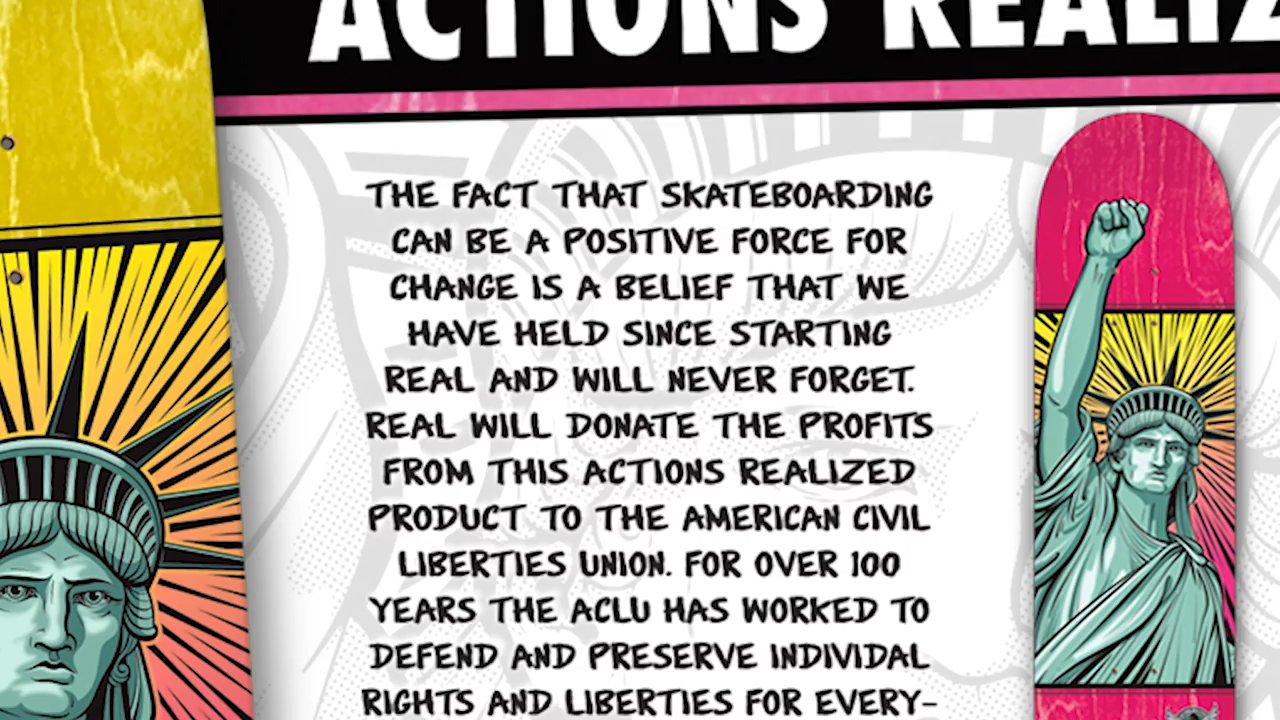 ACTIONS REALIZ
THE FACT THAT SKATEBOARDING
CAN BE A POSITIVE FORCE FOR
CHANGE IS A BELIEF THAT WE
HAVE HELD SINCE STARTING
REAL AND WILL NEVER FORGET.
REAL WILL DONATE THE PROFITS
FROM THIS ACTIONS REALIZED
PRODUCT TO THE AMERICAN CIVIL
LIBERTIES UNION. FOR OVER 100
YEARS THE ACLU HAS WORKED TO
DEFEND AND PRESERVE INDIVIDAL
RIGHTS AND LIBERTIES FOR EVERY-